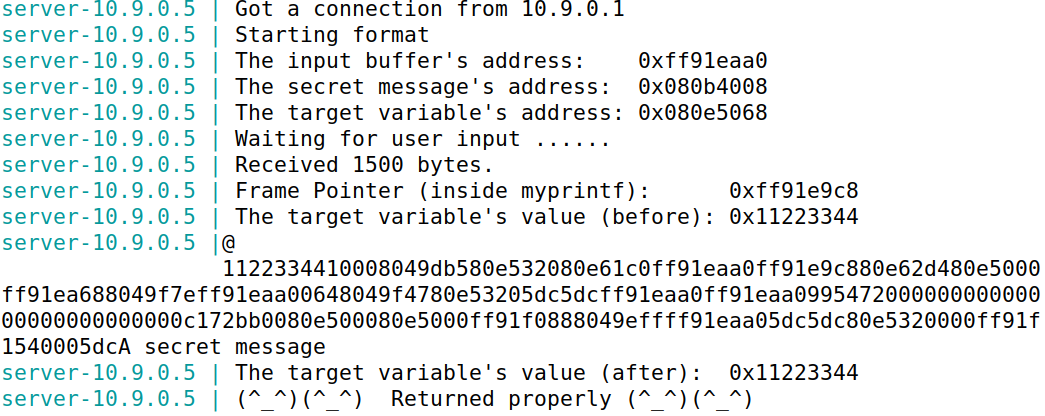 server-10.9.0.5 | Got a connection from 10.9.0.1
server-10.9.0.5 | Starting format
server-10.9.0.5 | The input buffer's address:    0xff91eaa0
server-10.9.0.5 | The secret message's address:  0x080b4008
server-10.9.0.5 | The target variable's address: 0x080e5068
server-10.9.0.5 | Waiting for user input ......
server-10.9.0.5 | Received 1500 bytes.
server-10.9.0.5 | Frame Pointer (inside myprintf):      0xff91e9c8
server-10.9.0.5 | The target variable's value (before): 0x11223344
server-10.9.0.5 |@
1122334410008049db580e532080e61c0ff91eaa0ff91e9c880e62d480e5000
ff91ea688049f7eff91eaa00648049f4780e53205dc5dcff91eaa0ff91eaa0995472000000000000
00000000000000c172bb0080e500080e5000ff91f0888049effff91eaa05dc5dc80e5320000ff91f
1540005dcA secret message
server-10.9.0.5 | The target variable's value (after):  0x11223344
server-10.9.0.5 | (^_^)(^_^)  Returned properly (^_^)(^_^)